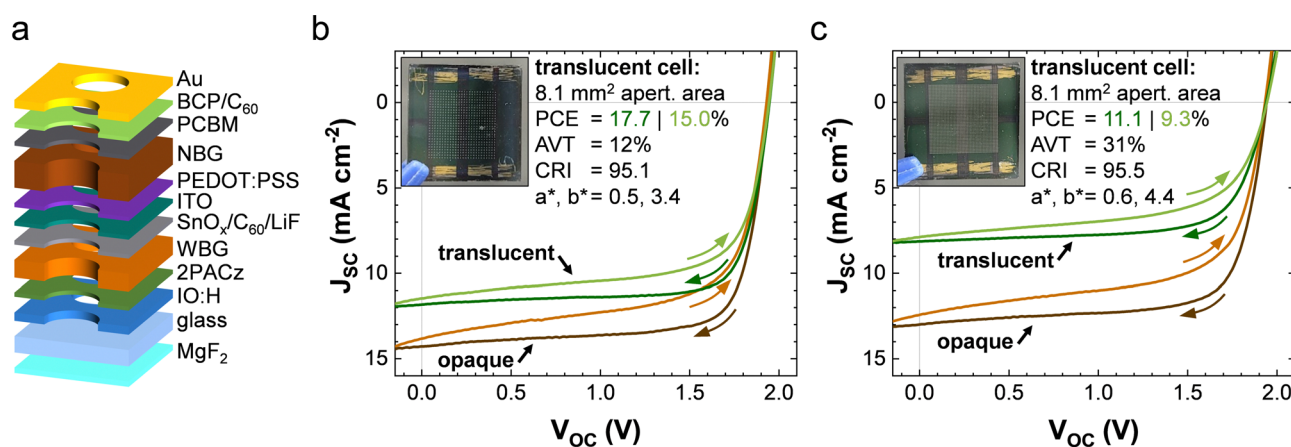 a
Au
BCP/C60
PCBM
NBG
PEDOT:PSS
ITO
SnOx/C60/LiF
WBG
2PACz
IO:H
glass
MgF2
b
translucent cell:
8.1 mm² apert. area
PCE = 17.7 | 15.0%
AVT = 12%
CRI = 95.1
a*, b*= 0.5, 3.4
translucent
opaque
0
5
10
15
JSC (mA cm-2)
0.0
0.5
1.0
1.5
2.0
VOC (V)
c
translucent cell:
8.1 mm² apert. area
PCE = 11.1 | 9.3%
AVT = 31%
CRI = 95.5
a*, b*= 0.6, 4.4
translucent
opaque
0
5
10
15
JSC (mA cm-2)
0.0
0.5
1.0
1.5
2.0
VOC (V)